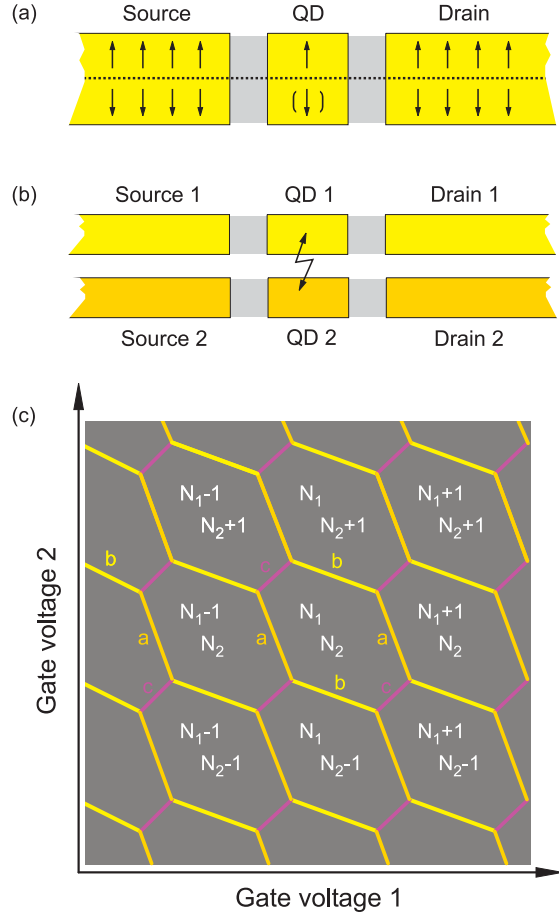 (a) Source QD Drain
( )
(b) Source 1 QD 1 Drain 1
Source 2 QD 2 Drain 2
(c)
Gate voltage 2
N₁-1 N₁ N₁+1
N₂+1 N₂+1 N₂+1
b b
N₁-1 N₁ N₁+1
a N₂ a N₂ a N₂
c b c
N₁-1 N₁ N₁+1
N₂-1 N₂-1 N₂-1
Gate voltage 1